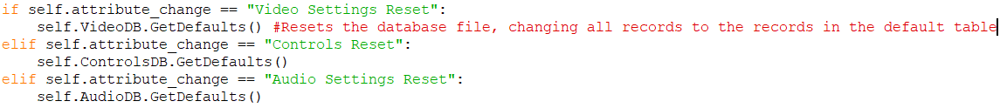 if self.attribute_change == "Video Settings Reset":
    self.VideoDB.GetDefaults() #Resets the database file, changing all records to the records in the default table
elif self.attribute_change == "Controls Reset":
    self.ControlsDB.GetDefaults()
elif self.attribute_change == "Audio Settings Reset":
    self.AudioDB.GetDefaults()